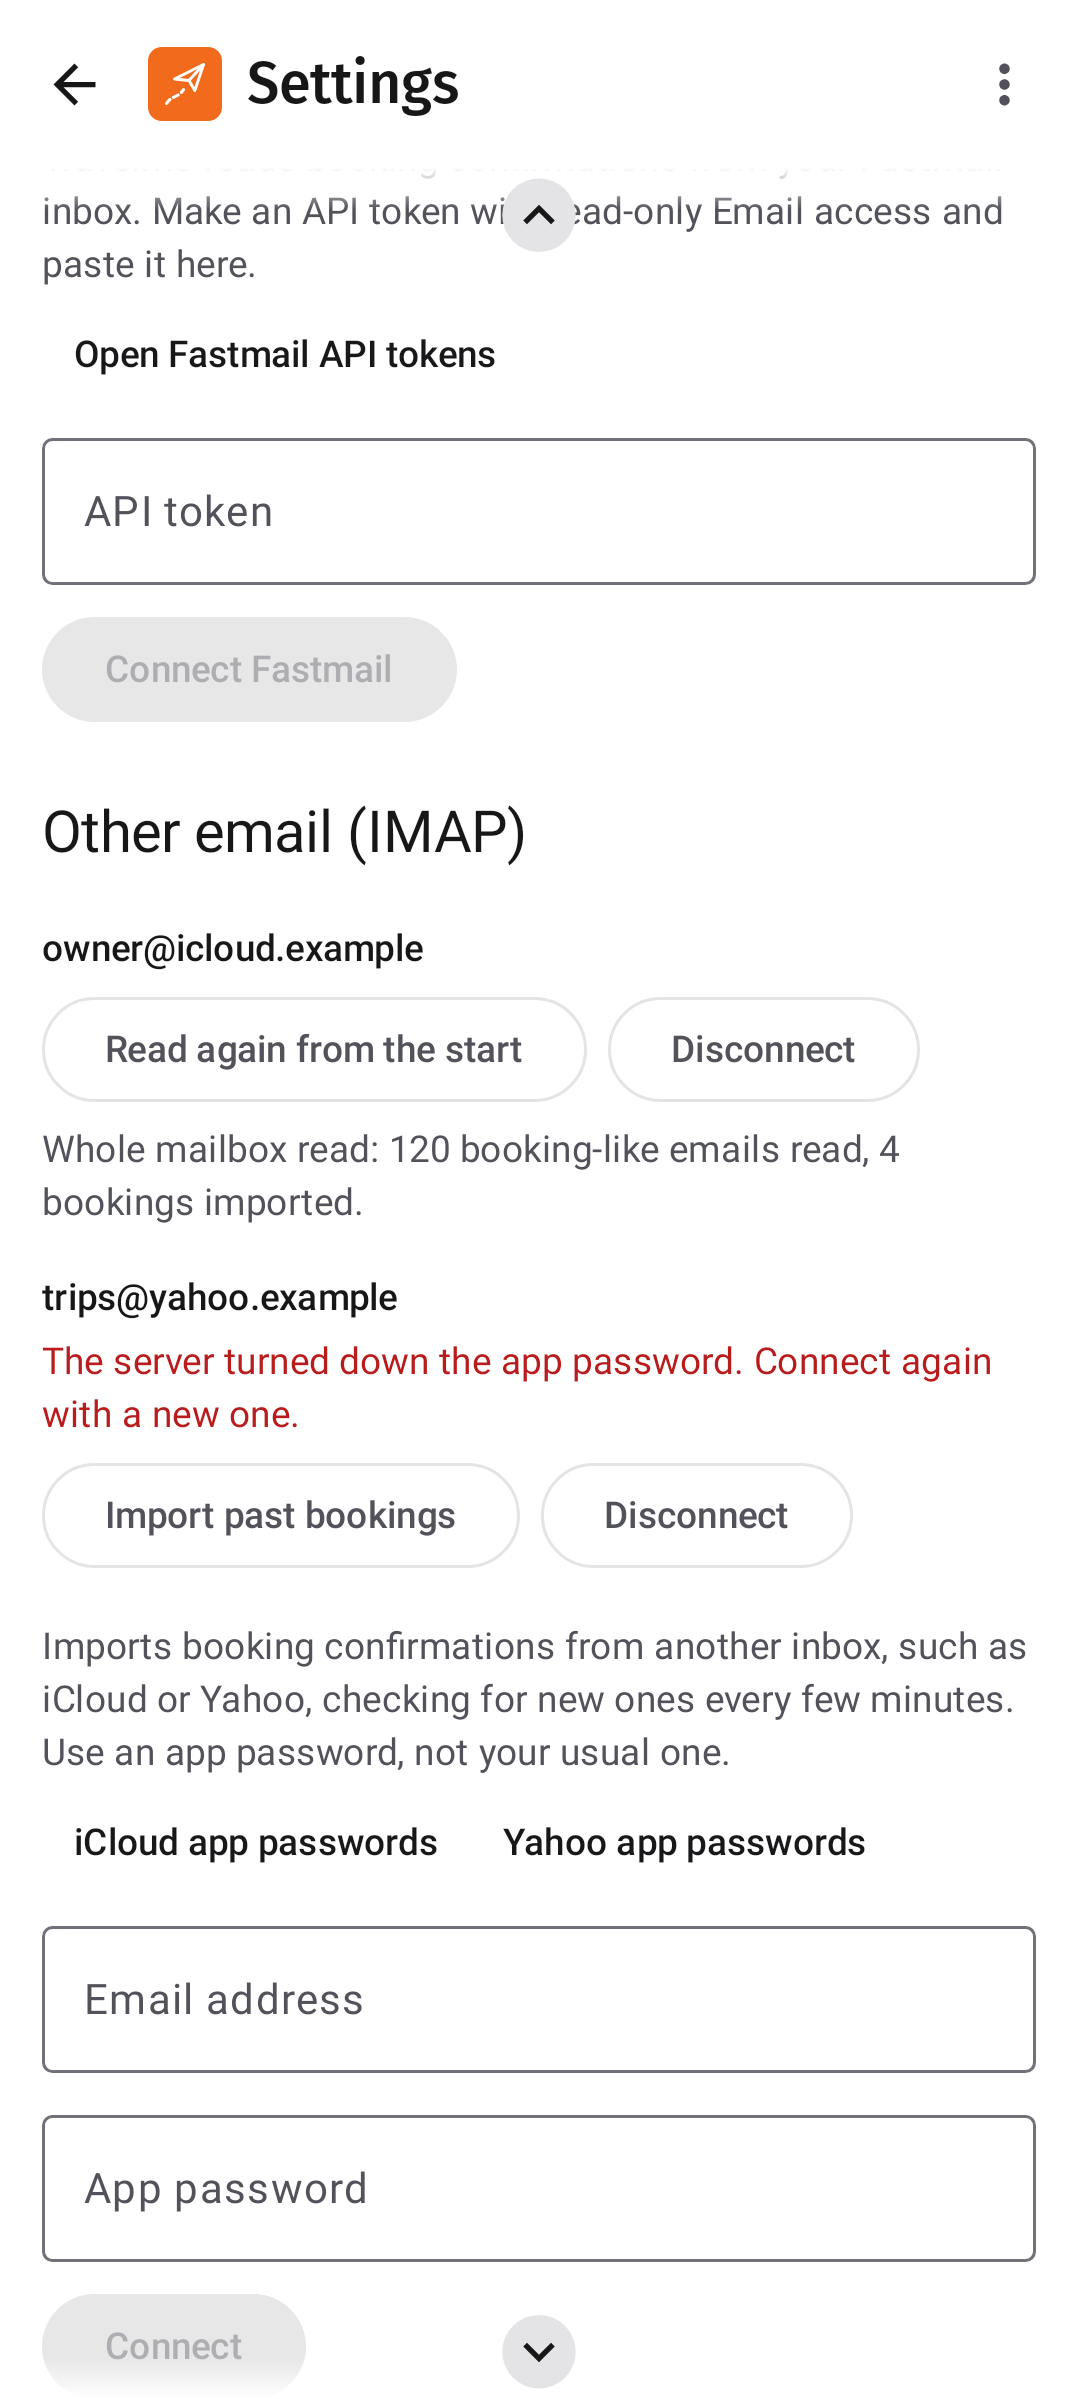 Settings
inbox. Make an API token wi ead-only Email access and
paste it here.
Open Fastmail API tokens
API token
Connect Fastmail
Other email (IMAP)
owner@icloud.example
Read again from the start Disconnect
Whole mailbox read: 120 booking-like emails read, 4
bookings imported.
trips@yahoo.example
The server turned down the app password. Connect again
with a new one.
Import past bookings Disconnect
Imports booking confirmations from another inbox, such as
iCloud or Yahoo, checking for new ones every few minutes.
Use an app password, not your usual one.
iCloud app passwords Yahoo app passwords
Email address
App password
Connect